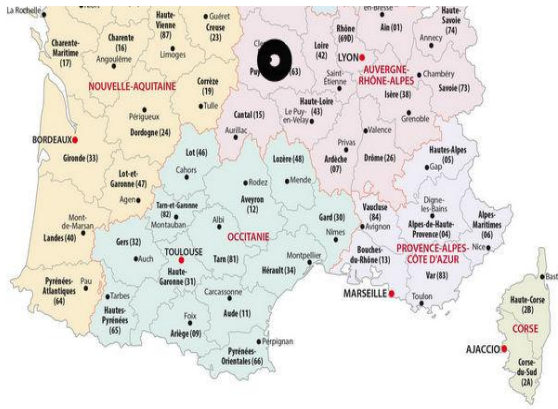 La Rochelle
Charente-
Maritime
(17)
Charente
(16)
Angoulême
Haute-
Vienne
(87)
Limoges
Guéret
Creuse
(23)
NOUVELLE-AQUITAINE
Corrèze
(19)
Tulle
Périgueux
Dordogne (24)
BORDEAUX
Gironde (33)
Lot-et-
Garonne (47)
Agen
Mont-
de-Marsan
Landes (40)
Pyrénées-
Atlantiques
(64)
Pau
Rhône
(69D)
en-Bresse
Ain (01)
Haute-
Savoie
(74)
Annecy
Loire
(42)
LYON
AUVERGNE-
RHÔNE-ALPES
Chambéry
Savoie (73)
Saint-
Etienne
Isère (38)
Grenoble
Haute-Loire
(43)
Le Puy-
en-Velay
Cantal (15)
Aurillac
Privas
Valence
Ardèche
(07)
Drôme (26)
Lot (46)
Cahors
Lozère (48)
Mende
Rodez
Aveyron
(12)
Tarn-et-Garonne
(82)
Montauban
Albi
OCCITANIE
Gard (30)
Nîmes
Gers (32)
Auch
TOULOUSE
Tarn (81)
Haute-
Garonne (31)
Hérault (34)
Montpellier
Tarbes
Hautes-
Pyrénées
(65)
Carcassonne
Foix
Ariège (09)
Aude (11)
Perpignan
Pyrénées-
Orientales (66)
Hautes-Alpes
(05)
Gap
Digne-
les-Bains
Vaucluse
(84)
Avignon
Alpes-de-Haute-
Provence (04)
Alpes-
Maritimes
(06)
Nice
Bouches-
du-Rhône (13)
PROVENCE-ALPES-
CÔTE D'AZUR
Var (83)
MARSEILLE
Toulon
Haute-Corse
(2B)
CORSE
AJACCIO
Corse-
du-Sud
(2A)